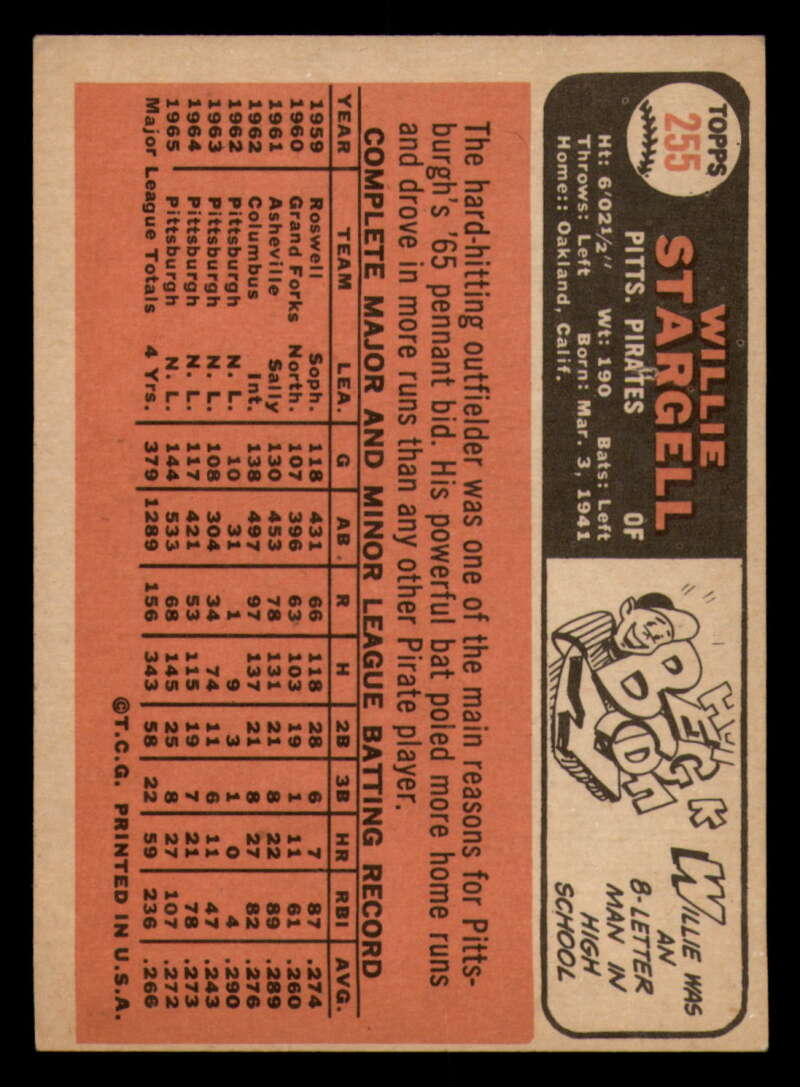 TOPPS
255
WILLIE
STARGELL
PITTS. PIRATES OF
Ht: 6'02½" Wt: 190 Bats: Left
Throws: Left Born: Mar. 3, 1941
Home:: Oakland, Calif.
WILLIE WAS
AN
8-LETTER
MAN IN
HIGH
SCHOOL
The hard-hitting outfielder was one of the main reasons for Pitts-
burgh's '65 pennant bid. His powerful bat poled more home runs
and drove in more runs than any other Pirate player.
COMPLETE MAJOR AND MINOR LEAGUE BATTING RECORD
YEAR TEAM LEA. G AB R H 2B 3B HR RBI AVG.
1959 Roswell Soph. 118 431 66 118 28 6 7 87 .274
1960 Grand Forks North. 107 396 63 103 19 1 11 61 .260
1961 Asheville Sally 130 453 78 131 21 8 22 89 .289
1962 Columbus Int. 138 497 97 137 21 8 27 82 .276
1962 Pittsburgh N. L. 10 31 1 9 3 1 0 4 .290
1963 Pittsburgh N. L. 108 304 34 74 11 6 11 47 .243
1964 Pittsburgh N. L. 117 421 53 115 19 7 21 78 .273
1965 Pittsburgh N. L. 144 533 68 145 25 8 27 107 .272
Major League Totals 4 Yrs. 379 1289 156 343 58 22 59 236 .266
©T.C.G. PRINTED IN U.S.A.